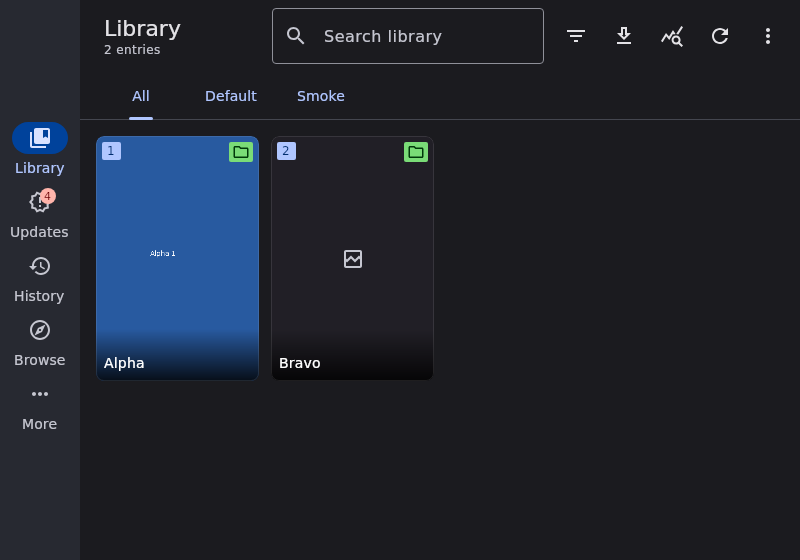 Library
2 entries
Search library
All
Default
Smoke
Library
4
Updates
History
Browse
More
1
Alpha 1
Alpha
2
Bravo